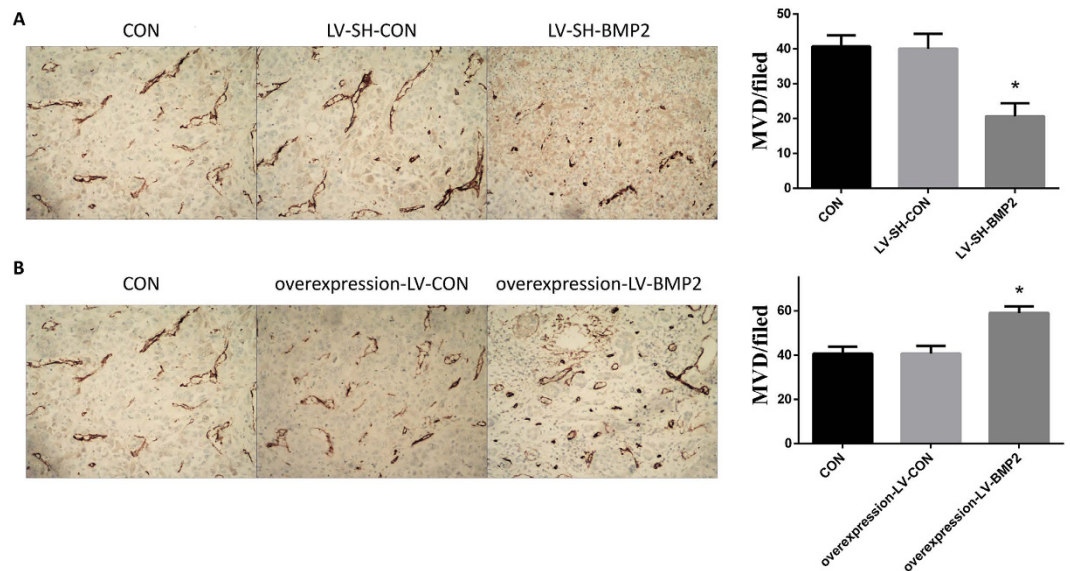 A
CON
LV-SH-CON
LV-SH-BMP2
MVD/filed
50
40
30
20
10
0
*
CON
LV-SH-CON
LV-SH-BMP2
B
CON
overexpression-LV-CON
overexpression-LV-BMP2
MVD/filed
60
40
20
0
*
CON
overexpression-LV-CON
overexpression-LV-BMP2